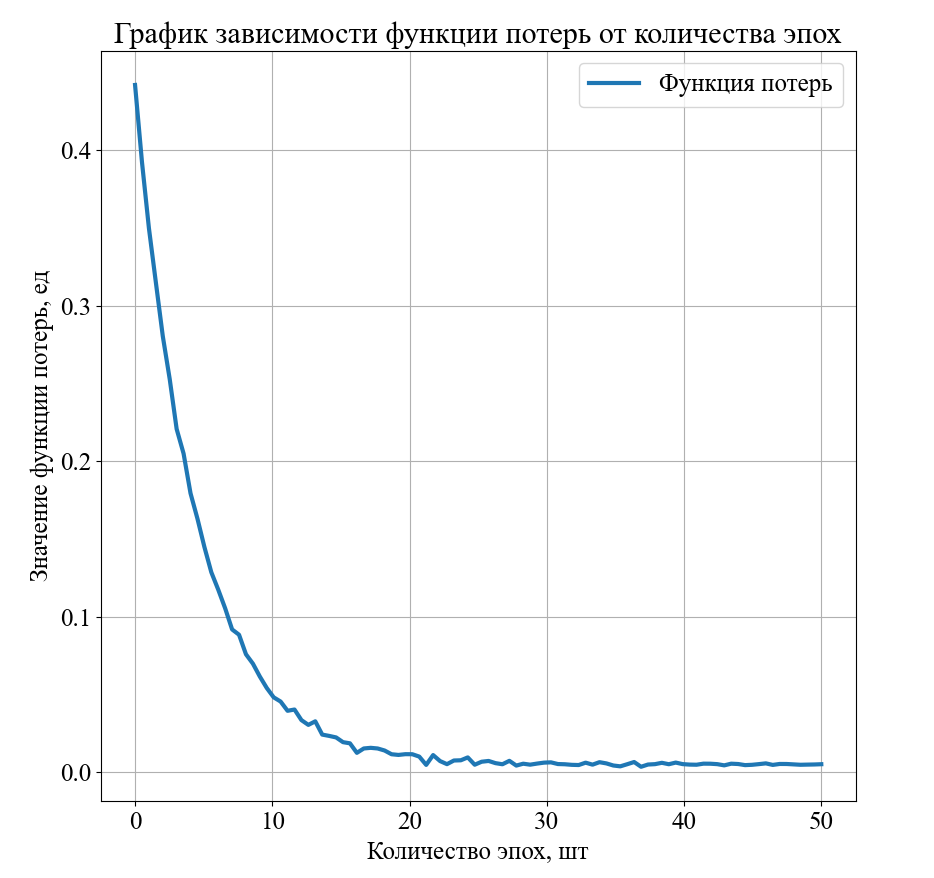 График зависимости функции потерь от количества эпох
Функция потерь
0.4
0.3
0.2
0.1
0.0
Значение функции потерь, ед
0 10 20 30 40 50
Количество эпох, шт